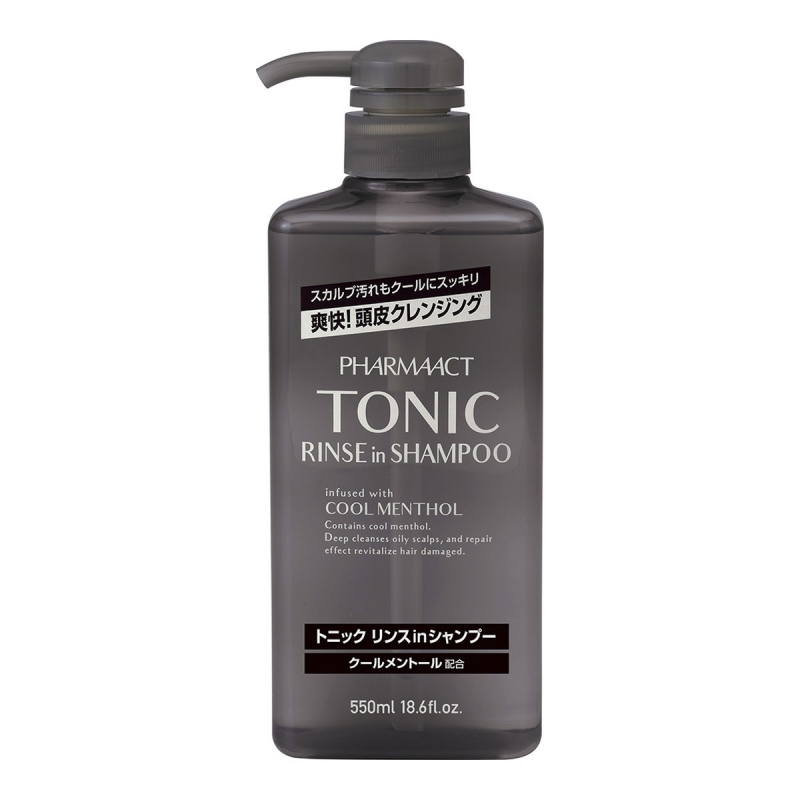 スカルプ汚れもクールにスッキリ
爽快!頭皮クレンジング
PHARMAACT
TONIC
RINSE in SHAMPOO
infused with
COOL MENTHOL
Contains cool menthol.
Deep cleanses oily scalps, and repair
effect revitalize hair damaged.
トニック リンスinシャンプー
クールメントール 配合
550ml 18.6fl.oz.